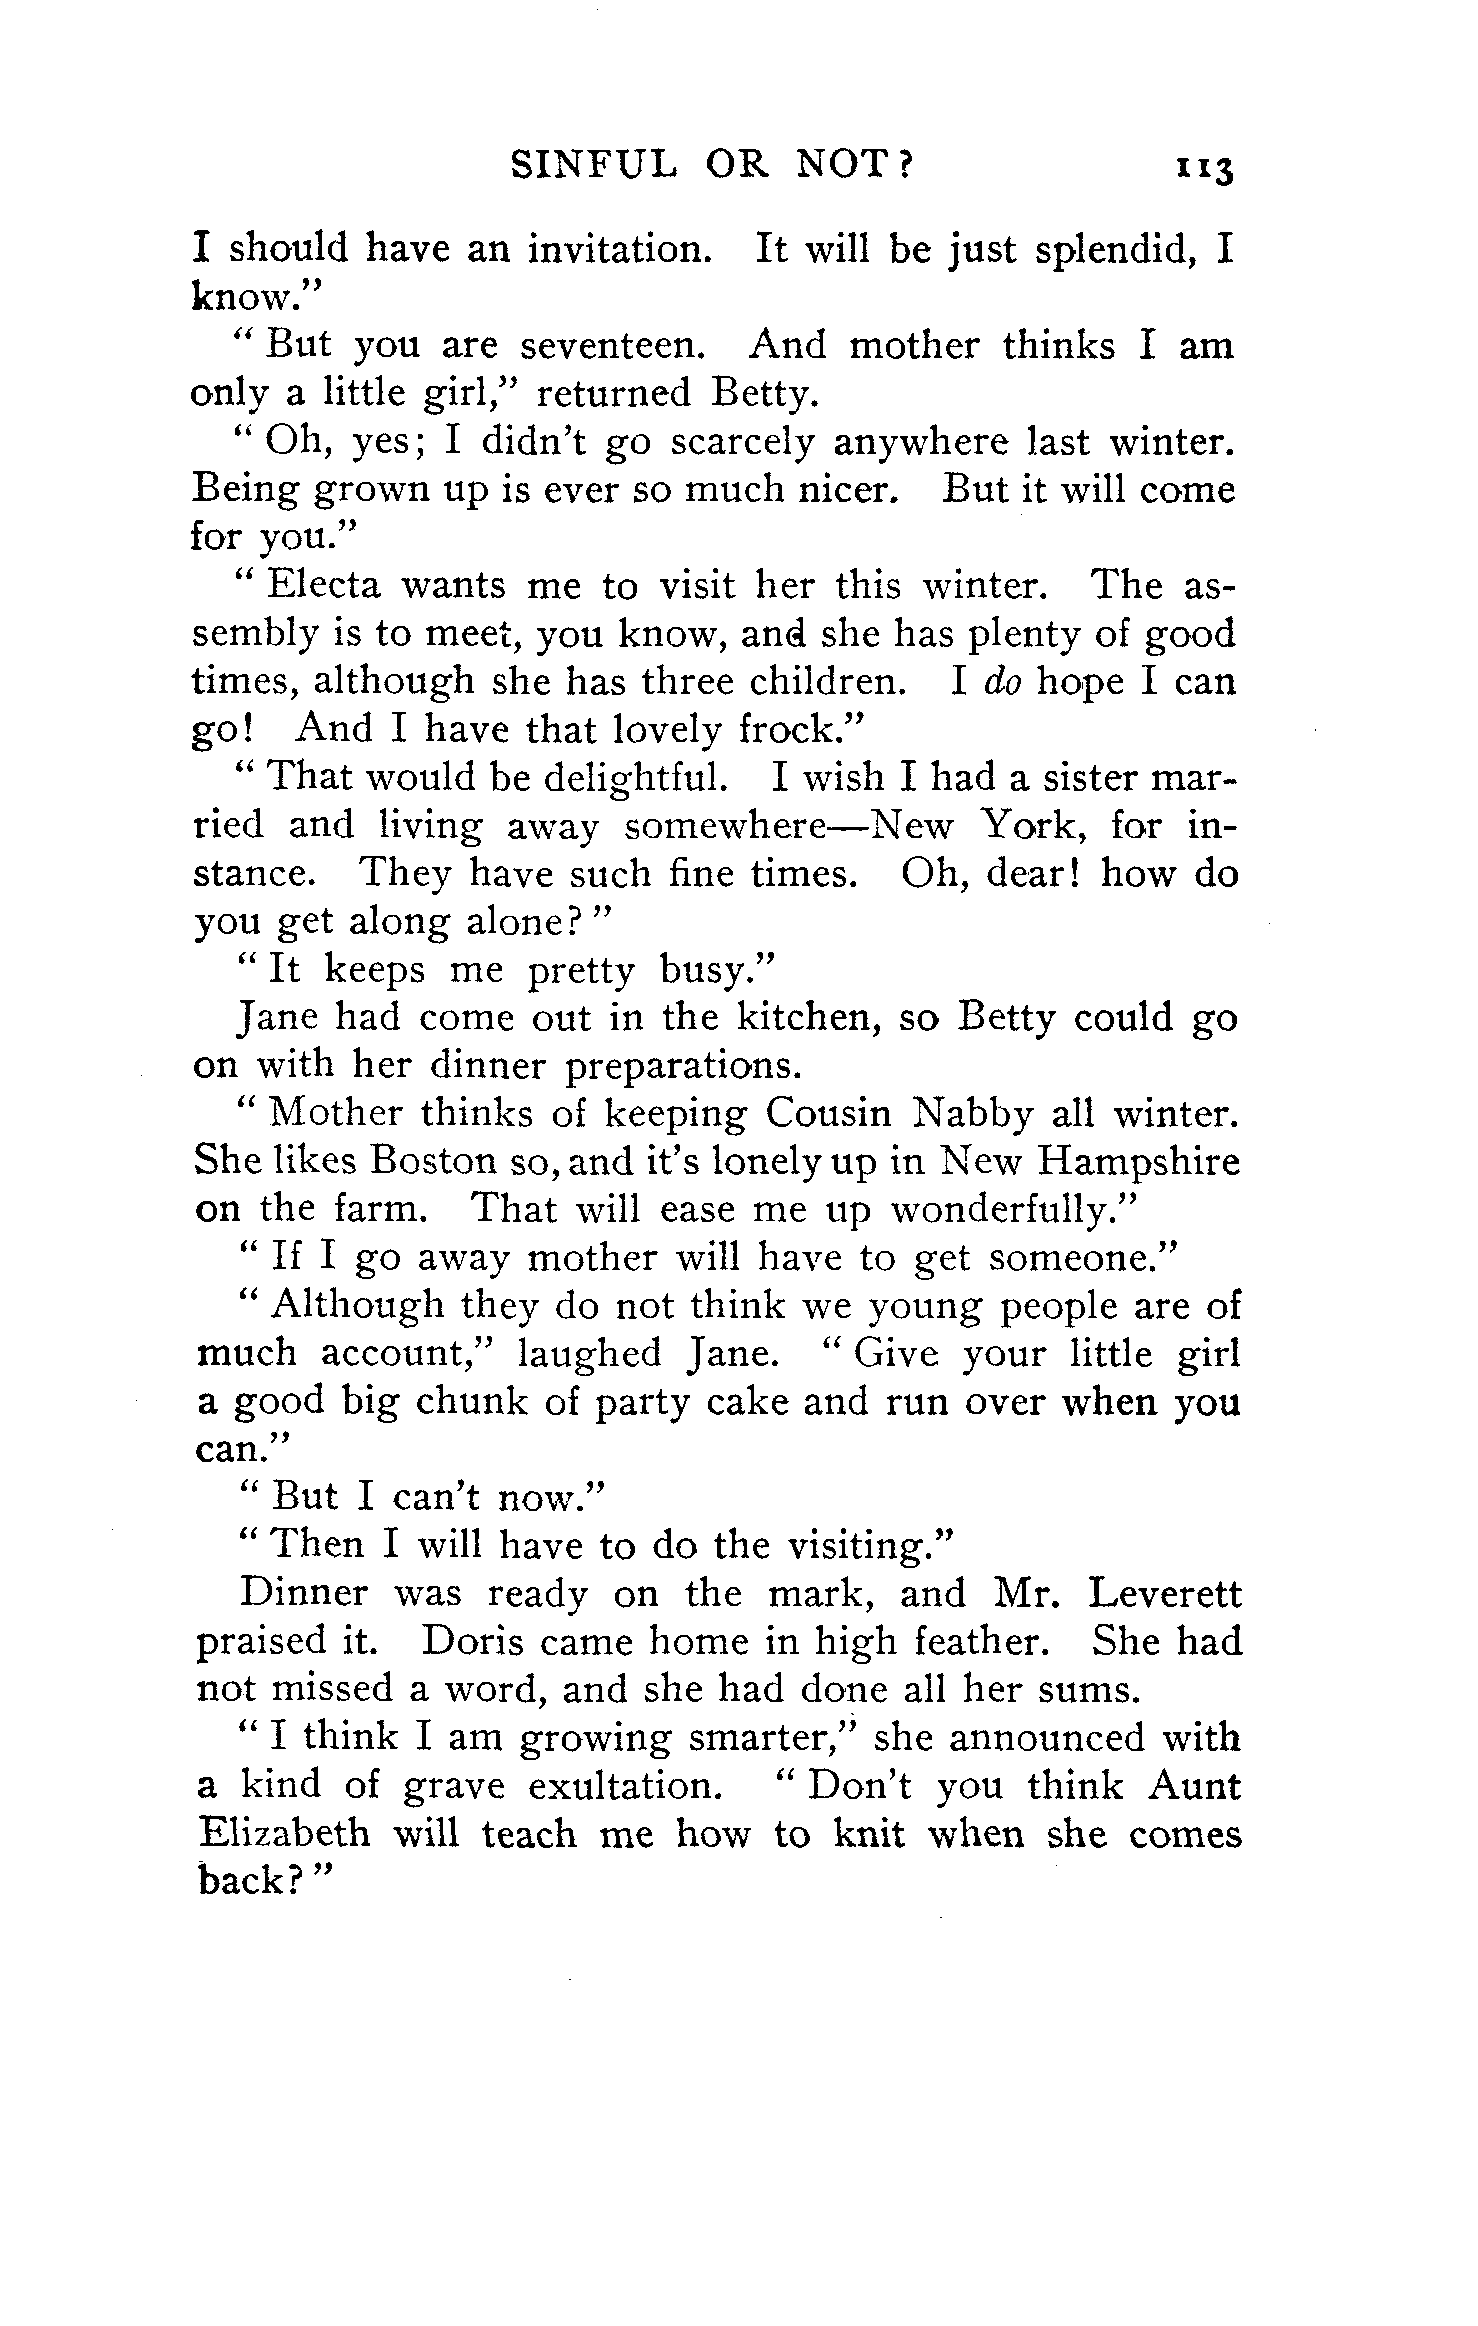 SINFUL OR NOT? 113
I should have an invitation. It will be just splendid, I
know."
" But you are seventeen. And mother thinks I am
only a little girl," returned Betty.
" Oh, yes; I didn't go scarcely anywhere last winter.
Being grown up is ever so much nicer. But it will come
for you."
" Electa wants me to visit her this winter. The as-
sembly is to meet, you know, and she has plenty of good
times, although she has three children. I do hope I can
go! And I have that lovely frock."
" That would be delightful. I wish I had a sister mar-
ried and living away somewhere—New York, for in-
stance. They have such fine times. Oh, dear! how do
you get along alone? "
" It keeps me pretty busy."
Jane had come out in the kitchen, so Betty could go
on with her dinner preparations.
" Mother thinks of keeping Cousin Nabby all winter.
She likes Boston so, and it's lonely up in New Hampshire
on the farm. That will ease me up wonderfully."
" If I go away mother will have to get someone."
" Although they do not think we young people are of
much account," laughed Jane. " Give your little girl
a good big chunk of party cake and run over when you
can."
" But I can't now."
" Then I will have to do the visiting."
Dinner was ready on the mark, and Mr. Leverett
praised it. Doris came home in high feather. She had
not missed a word, and she had done all her sums.
" I think I am growing smarter," she announced with
a kind of grave exultation. " Don't you think Aunt
Elizabeth will teach me how to knit when she comes
back? "